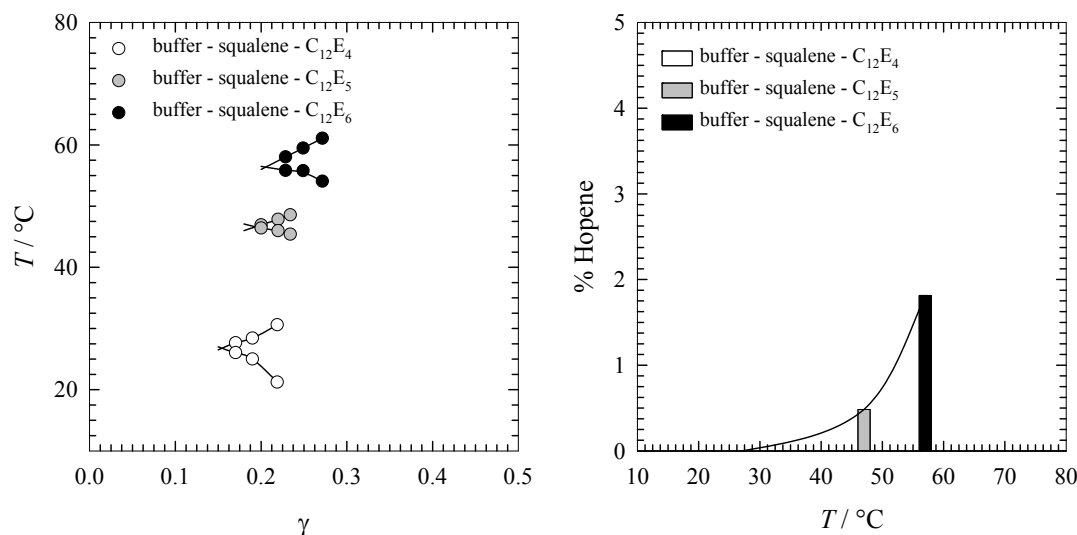 80
60
40
20
T / °C
buffer - squalene - C₁₂E₄
buffer - squalene - C₁₂E₅
buffer - squalene - C₁₂E₆
0.0 0.1 0.2 0.3 0.4 0.5
γ
5
4
3
2
1
0
% Hopene
buffer - squalene - C₁₂E₄
buffer - squalene - C₁₂E₅
buffer - squalene - C₁₂E₆
10 20 30 40 50 60 70 80
T / °C